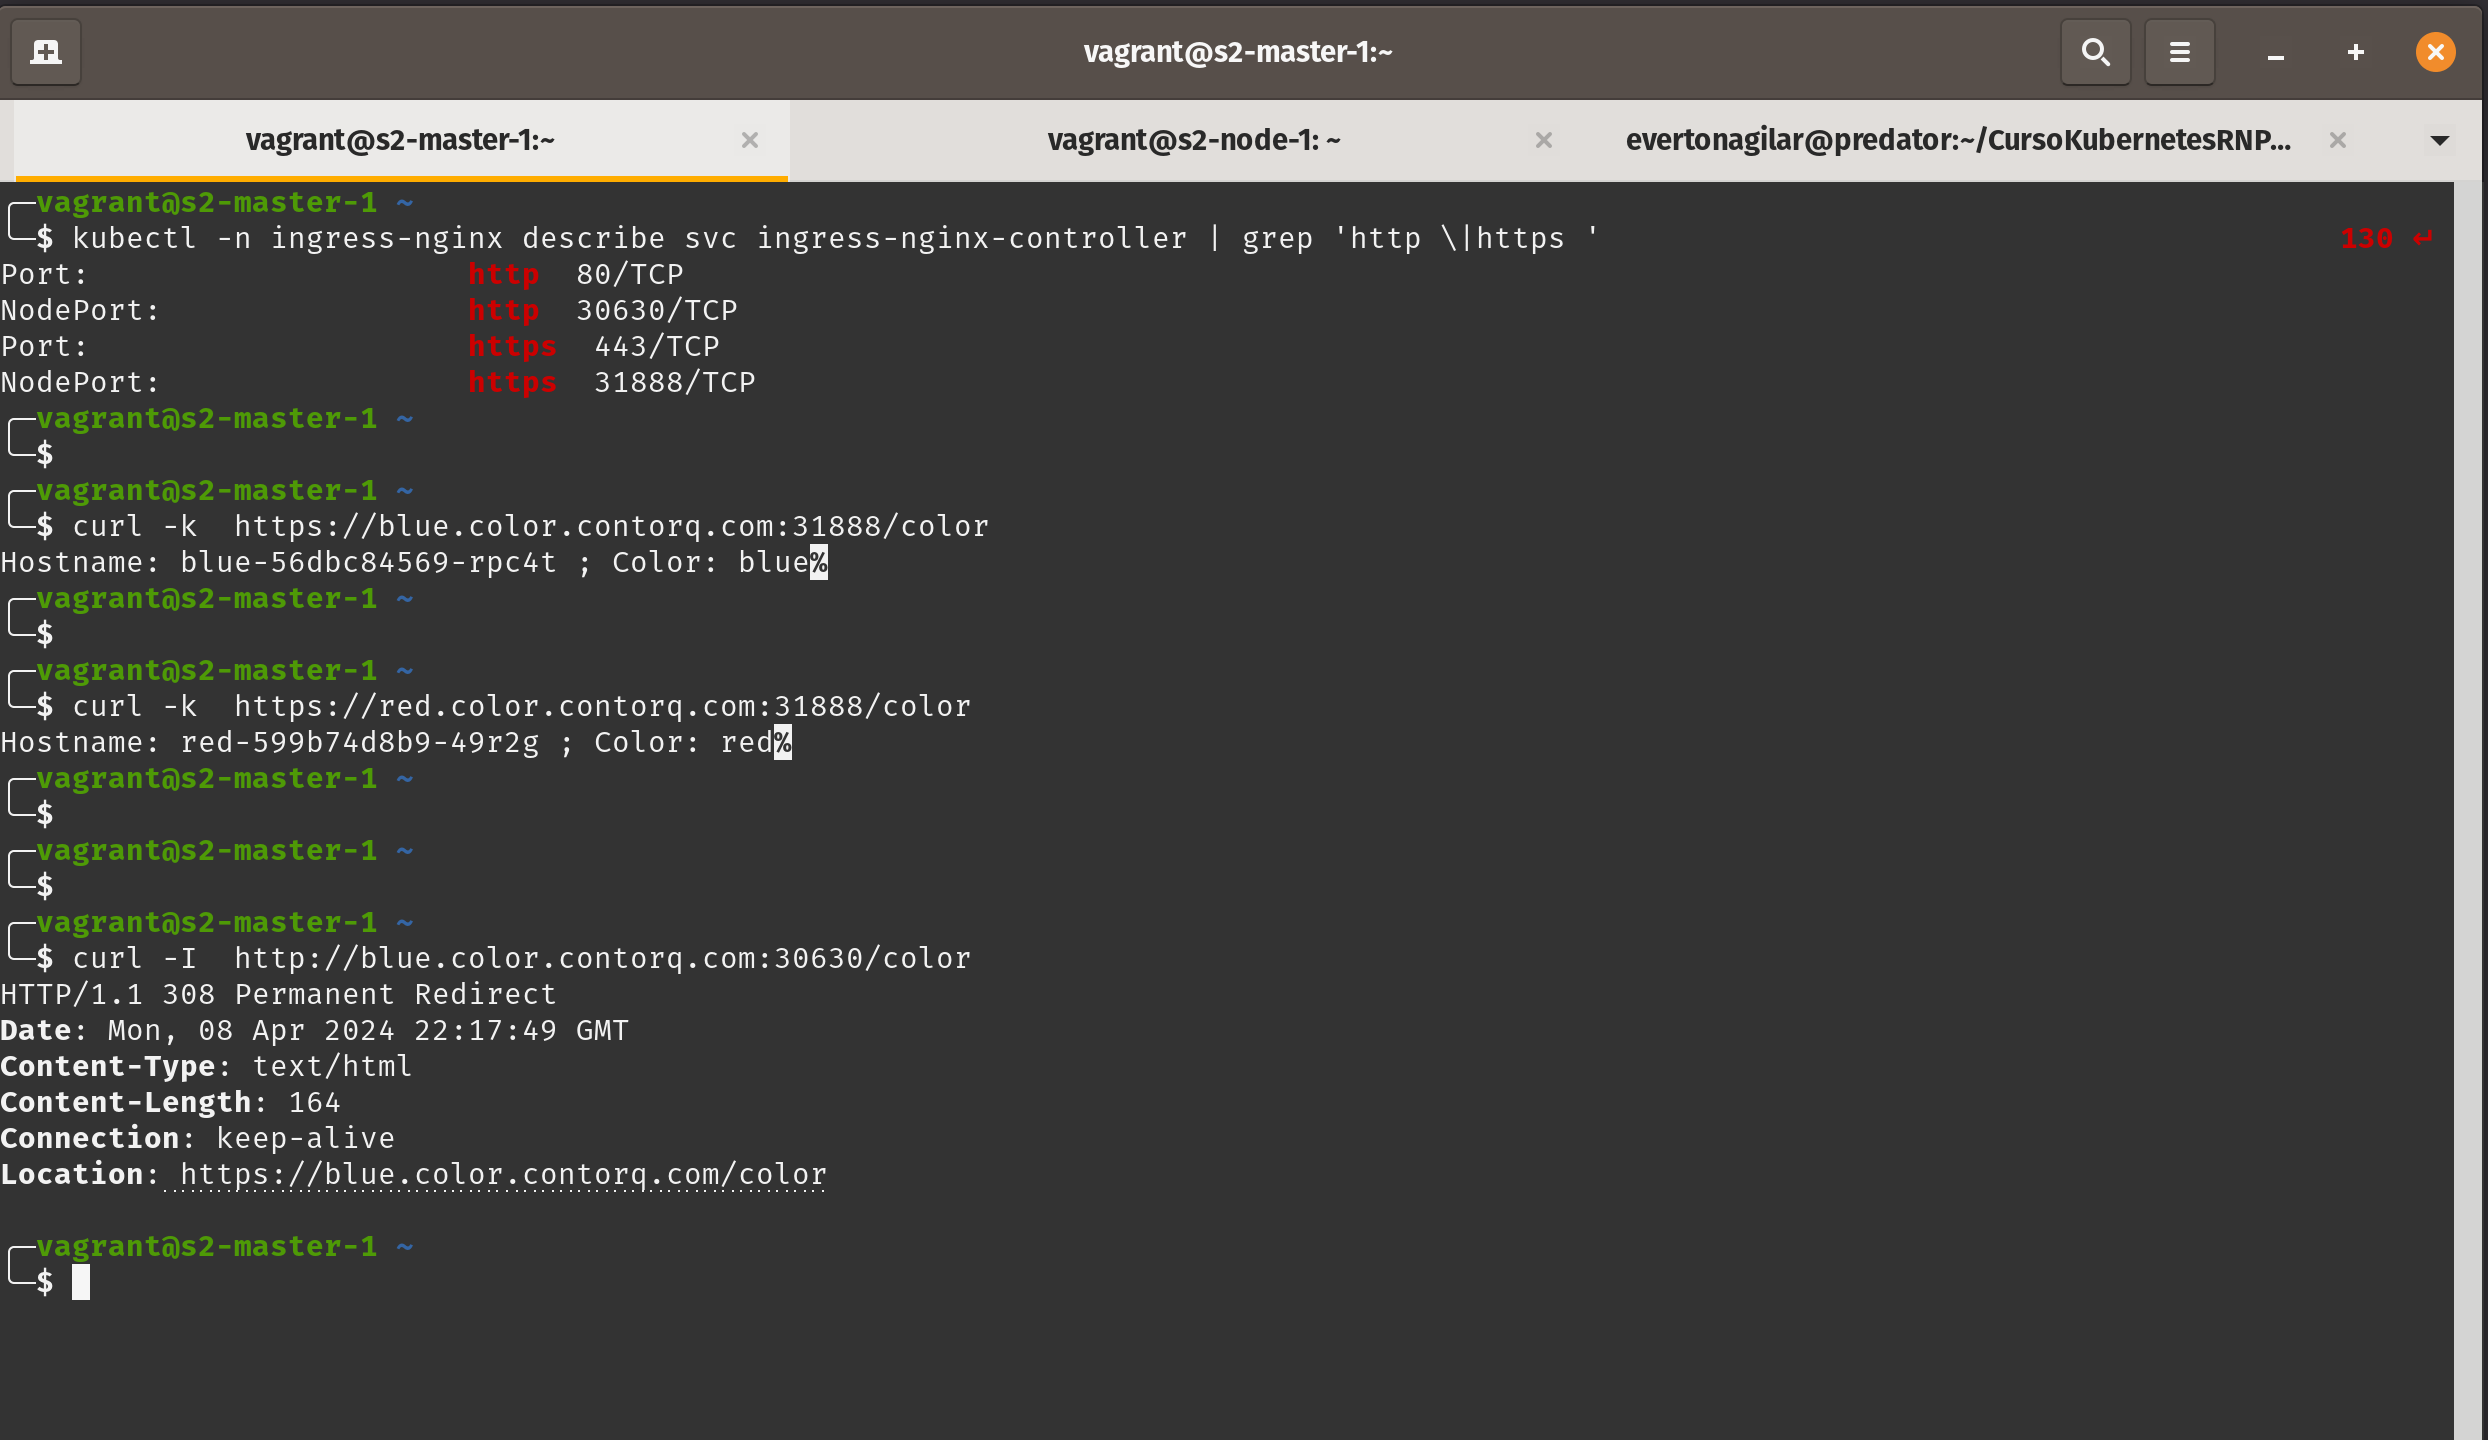 vagrant@s2-master-1:~
vagrant@s2-master-1:~
vagrant@s2-node-1: ~
evertonagilar@predator:~/CursoKubernetesRNP...
vagrant@s2-master-1 ~
$ kubectl -n ingress-nginx describe svc ingress-nginx-controller | grep 'http \|https ' 130 ↵
Port: http 80/TCP
NodePort: http 30630/TCP
Port: https 443/TCP
NodePort: https 31888/TCP
vagrant@s2-master-1 ~
$
vagrant@s2-master-1 ~
$ curl -k  https://blue.color.contorq.com:31888/color
Hostname: blue-56dbc84569-rpc4t ; Color: blue%
vagrant@s2-master-1 ~
$
vagrant@s2-master-1 ~
$ curl -k  https://red.color.contorq.com:31888/color
Hostname: red-599b74d8b9-49r2g ; Color: red%
vagrant@s2-master-1 ~
$
vagrant@s2-master-1 ~
$
vagrant@s2-master-1 ~
$ curl -I  http://blue.color.contorq.com:30630/color
HTTP/1.1 308 Permanent Redirect
Date: Mon, 08 Apr 2024 22:17:49 GMT
Content-Type: text/html
Content-Length: 164
Connection: keep-alive
Location: https://blue.color.contorq.com/color
vagrant@s2-master-1 ~
$